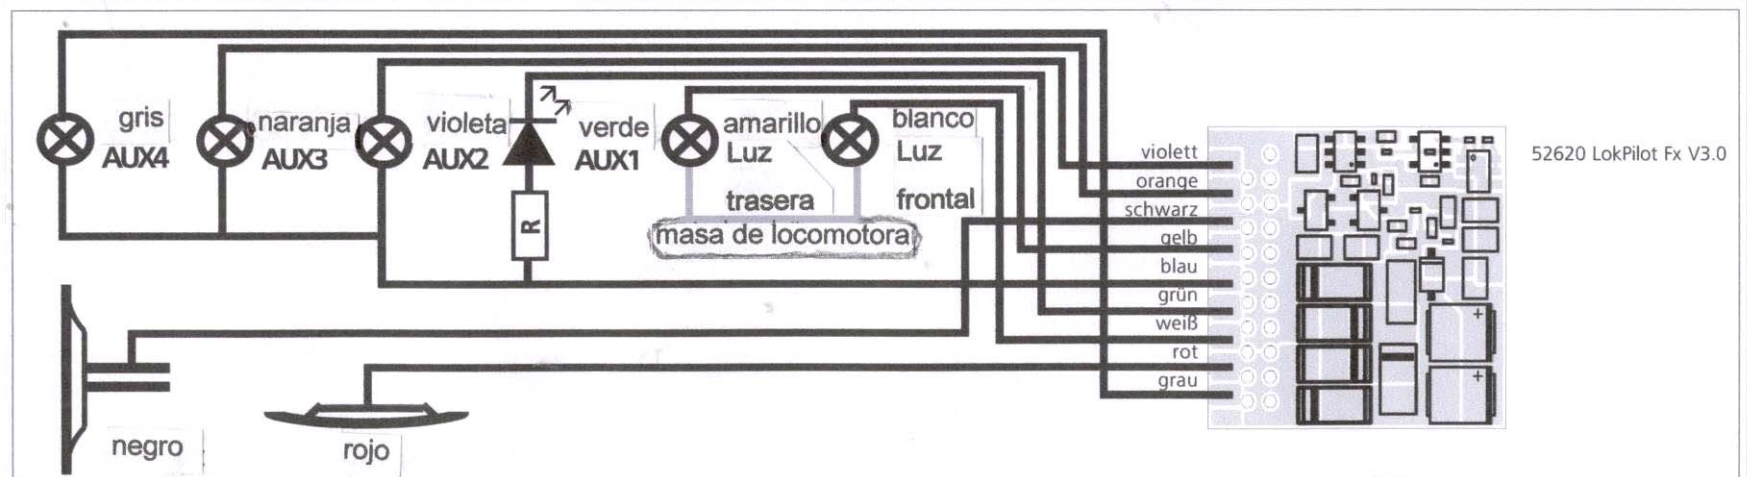 gris
AUX4
naranja
AUX3
violeta
AUX2
verde
AUX1
amarillo
Luz
trasera
blanco
Luz
frontal
R
masa de locomotora
negro
rojo
violett
orange
schwarz
gelb
blau
grün
weiß
rot
grau
+
+
52620 LokPilot Fx V3.0